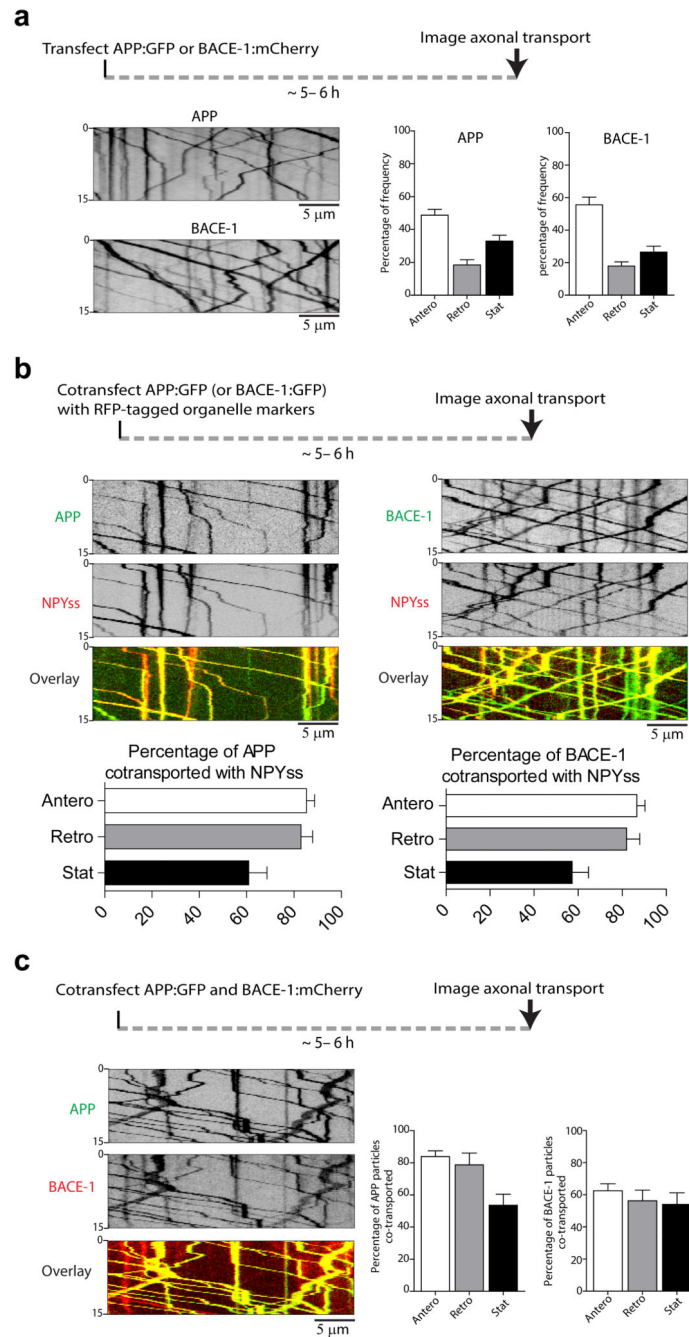 a
Transfect APP:GFP or BACE-1:mCherry
Image axonal transport
~ 5– 6 h
APP
0
15
5 µm
BACE-1
0
15
5 µm
APP
Percentage of frequency
100
80
60
40
20
0
Antero
Retro
Stat
BACE-1
percentage of frequency
100
80
60
40
20
0
Antero
Retro
Stat
b
Cotransfect APP:GFP (or BACE-1:GFP)
with RFP-tagged organelle markers
Image axonal transport
~ 5– 6 h
APP
0
15
NPYss
0
15
Overlay
0
15
5 µm
BACE-1
0
15
NPYss
0
15
Overlay
0
15
5 µm
Percentage of APP
cotransported with NPYss
Antero
Retro
Stat
0
20
40
60
80
100
Percentage of BACE-1
cotransported with NPYss
Antero
Retro
Stat
0
20
40
60
80
100
c
Cotransfect APP:GFP and BACE-1:mCherry
Image axonal transport
~ 5– 6 h
APP
0
15
BACE-1
0
15
Overlay
0
15
5 µm
Percentage of APP particles
co-transported
100
80
60
40
20
0
Antero
Retro
Stat
Percentage of BACE-1 particles
co-transported
100
80
60
40
20
0
Antero
Retro
Stat